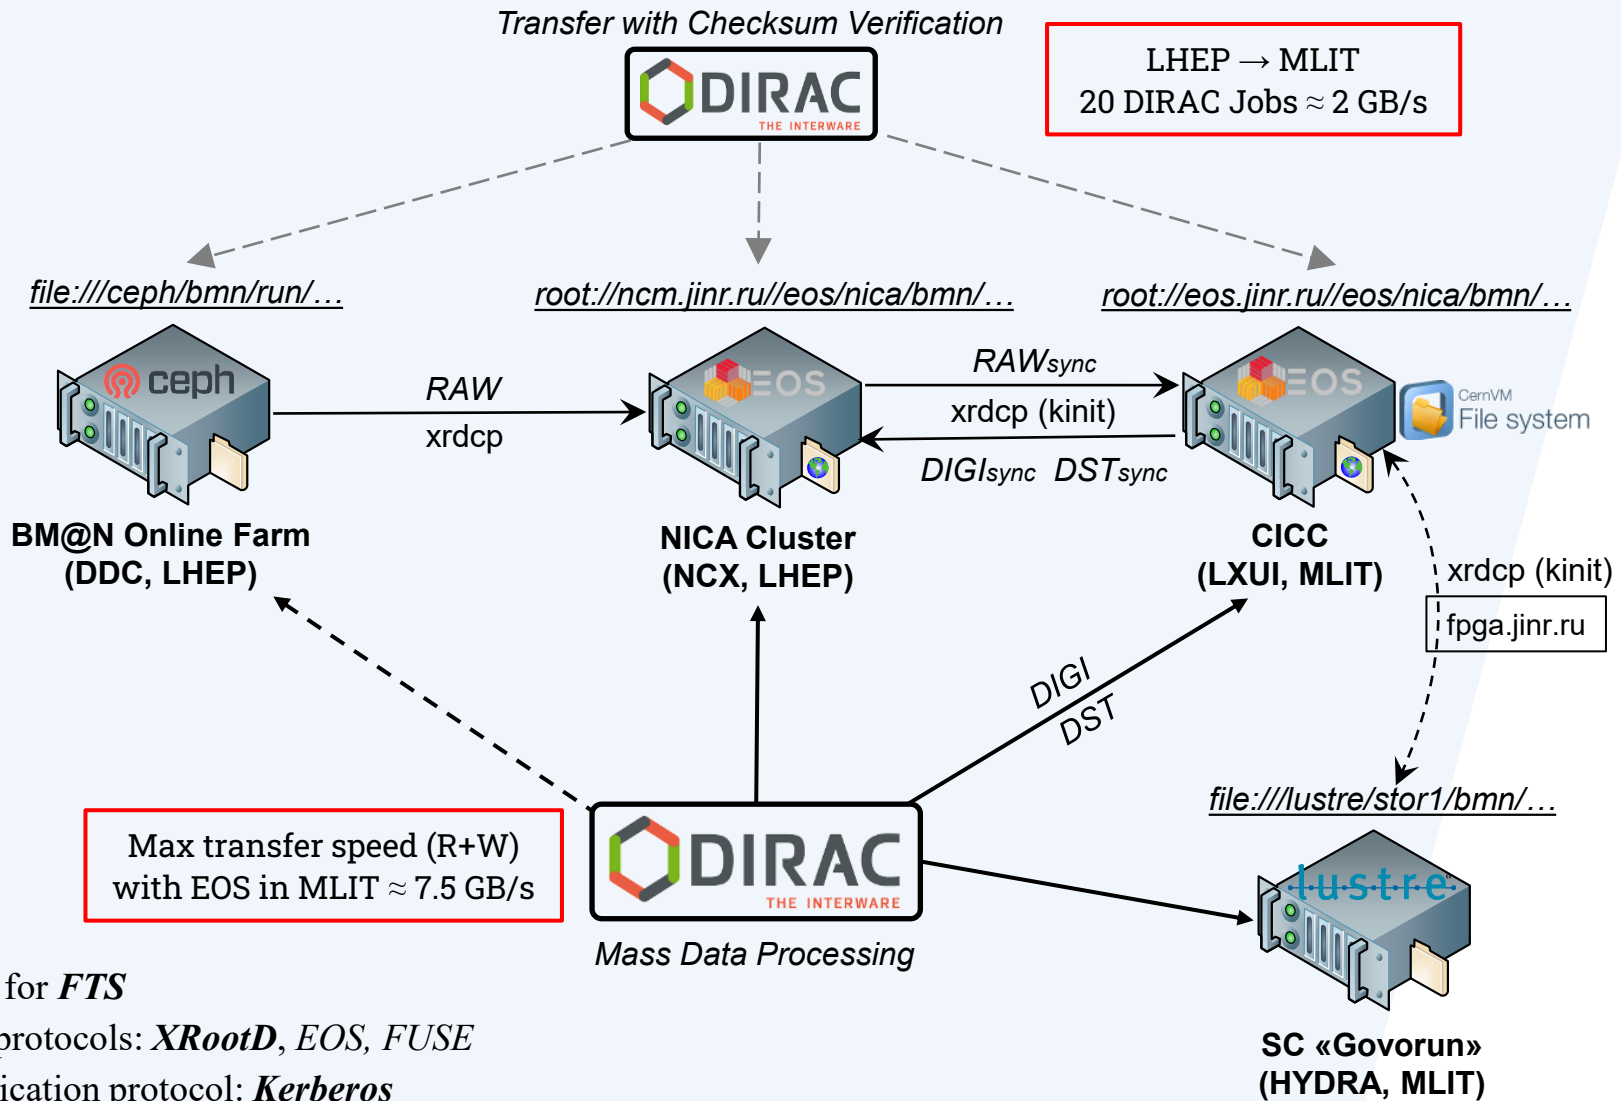 Transfer with Checksum Verification
DIRAC
THE INTERWARE
LHEP → MLIT
20 DIRAC Jobs ≈ 2 GB/s
file:///ceph/bmn/run/…
root://ncm.jinr.ru//eos/nica/bmn/…
root://eos.jinr.ru//eos/nica/bmn/…
ceph
RAW
xrdcp
EOS
RAWsync
xrdcp (kinit)
DIGIsync DSTsync
EOS
CernVM
File system
BM@N Online Farm
(DDC, LHEP)
NICA Cluster
(NCX, LHEP)
CICC
(LXUI, MLIT)
xrdcp (kinit)
fpga.jinr.ru
DIGI
DST
file:///lustre/stor1/bmn/…
Max transfer speed (R+W)
with EOS in MLIT ≈ 7.5 GB/s
DIRAC
THE INTERWARE
Mass Data Processing
lustre
SC «Govorun»
(HYDRA, MLIT)
for FTS
protocols: XRootD, EOS, FUSE
ication protocol: Kerberos